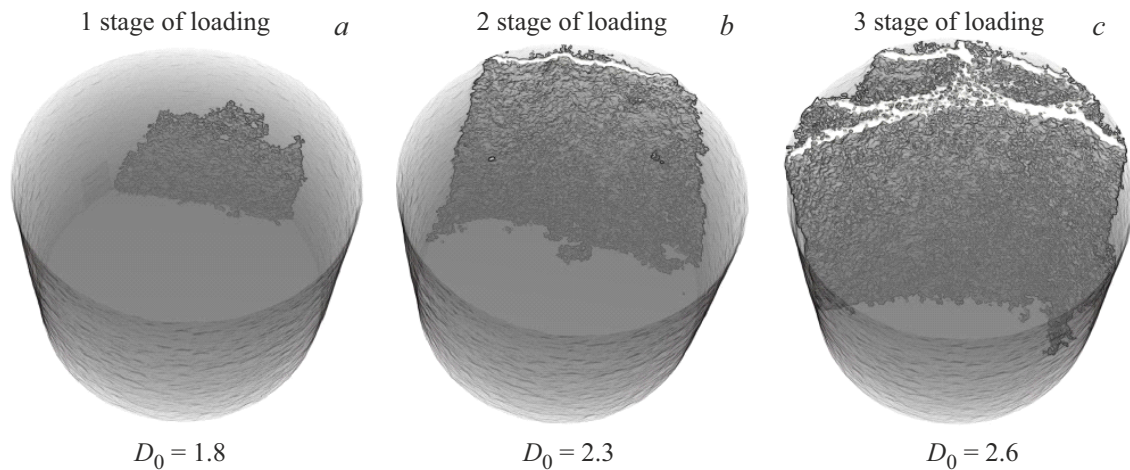 1 stage of loading a
2 stage of loading b
3 stage of loading c
D₀ = 1.8
D₀ = 2.3
D₀ = 2.6